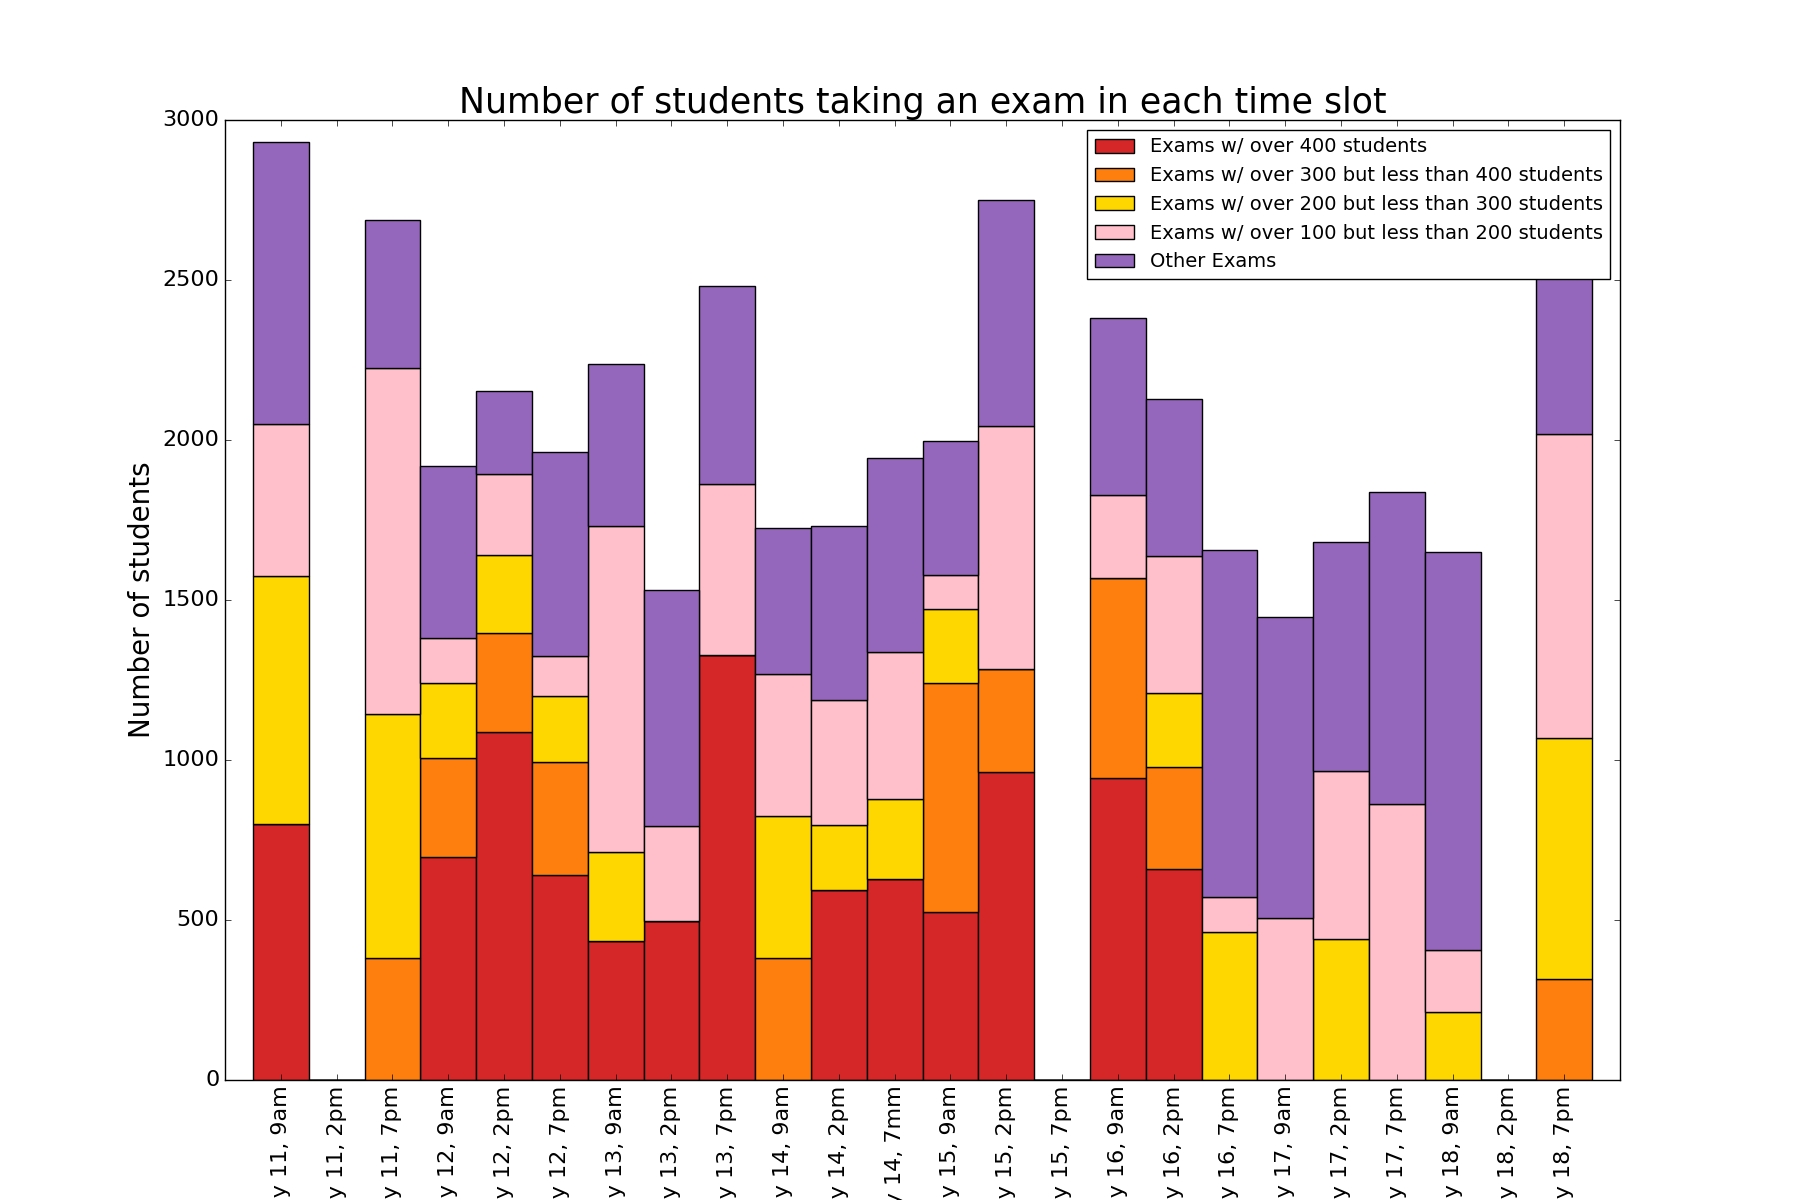 Number of students taking an exam in each time slot
Exams w/ over 400 students
Exams w/ over 300 but less than 400 students
Exams w/ over 200 but less than 300 students
Exams w/ over 100 but less than 200 students
Other Exams
Number of students
3000
2500
2000
1500
1000
500
0
y 11, 9am
y 11, 2pm
y 11, 7pm
y 12, 9am
y 12, 2pm
y 12, 7pm
y 13, 9am
y 13, 2pm
y 13, 7pm
y 14, 9am
y 14, 2pm
y 14, 7mm
y 15, 9am
y 15, 2pm
y 15, 7pm
y 16, 9am
y 16, 2pm
y 16, 7pm
y 17, 9am
y 17, 2pm
y 17, 7pm
y 18, 9am
y 18, 2pm
y 18, 7pm